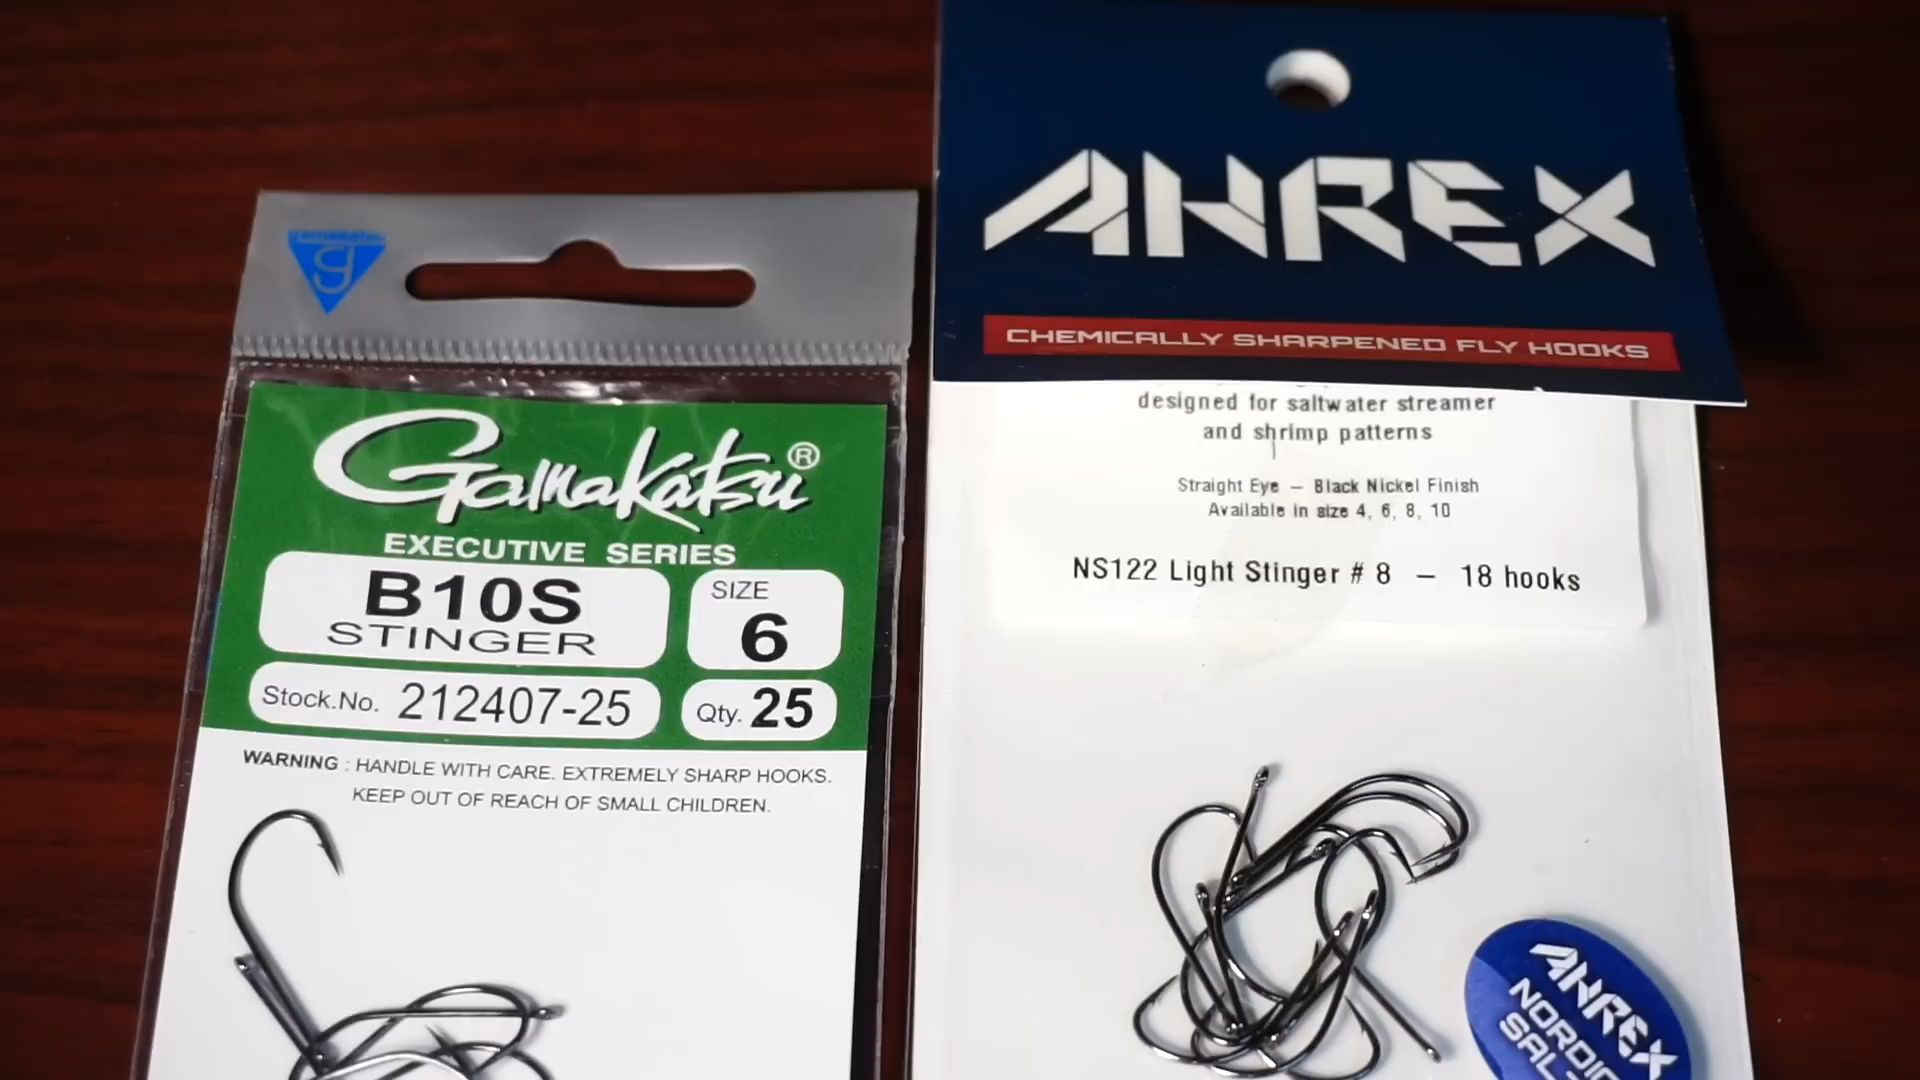 gamakatsu
Gamakatsu®
EXECUTIVE SERIES
B10S
STINGER
SIZE
6
Stock.No. 212407-25
Qty. 25
WARNING : HANDLE WITH CARE. EXTREMELY SHARP HOOKS.
KEEP OUT OF REACH OF SMALL CHILDREN.
AHREX
CHEMICALLY SHARPENED FLY HOOKS
designed for saltwater streamer
and shrimp patterns
Straight Eye – Black Nickel Finish
Available in size 4, 6, 8, 10
NS122 Light Stinger # 8 – 18 hooks
AHREX
NORDIC
SALT